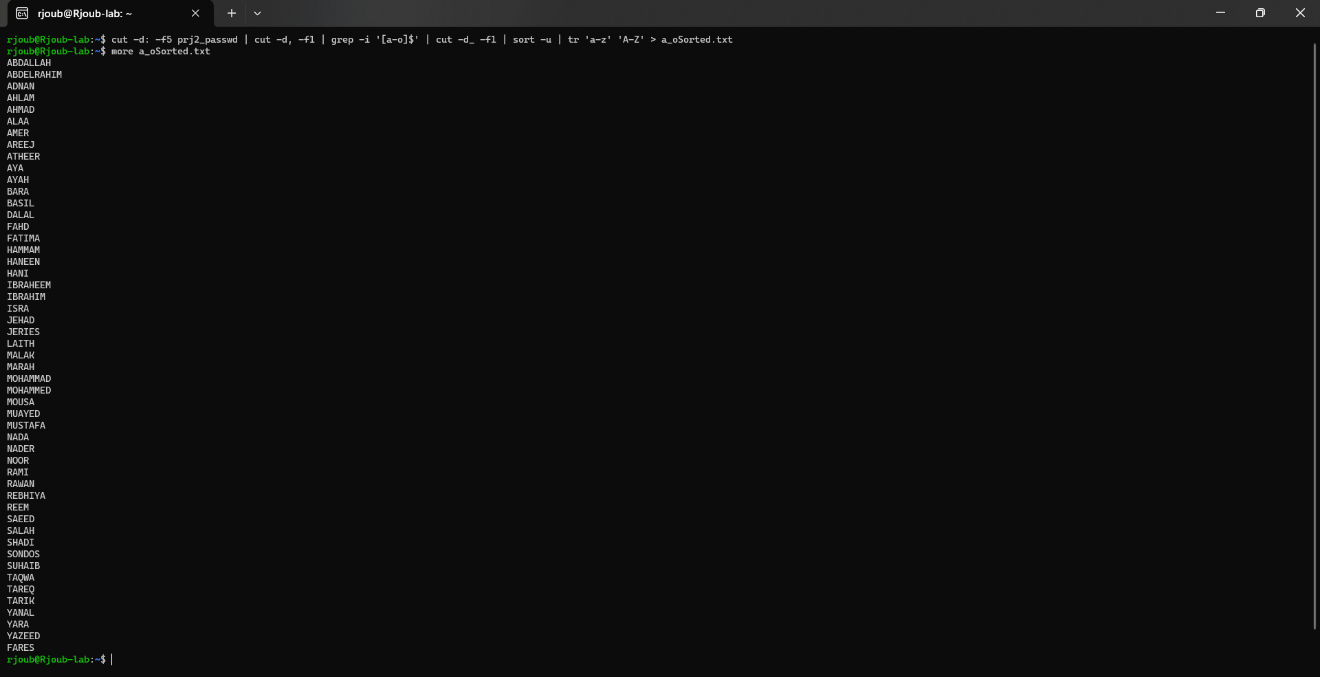 rjoub@Rjoub-lab: ~
rjoub@Rjoub-lab:~$ cut -d: -f5 prj2_passwd | cut -d, -f1 | grep -i '[a-o]$' | cut -d_ -f1 | sort -u | tr 'a-z' 'A-Z' > a_oSorted.txt
rjoub@Rjoub-lab:~$ more a_oSorted.txt
ABDALLAH
ABDELRAHIM
ADNAN
AHLAM
AHMAD
ALAA
AMER
AREEJ
ATHEER
AYA
AYAH
BARA
BASIL
DALAL
FAHD
FATIMA
HAMMAM
HANEEN
HANI
IBRAHEEM
IBRAHIM
ISRA
JEHAD
JERIES
LAITH
MALAK
MARAH
MOHAMMAD
MOHAMMED
MOUSA
MUAYED
MUSTAFA
NADA
NADER
NOOR
RAMI
RAWAN
REBHIYA
REEM
SAEED
SALAH
SHADI
SONDOS
SUHAIB
TAQWA
TAREQ
TARIK
YANAL
YARA
YAZEED
FARES
rjoub@Rjoub-lab:~$